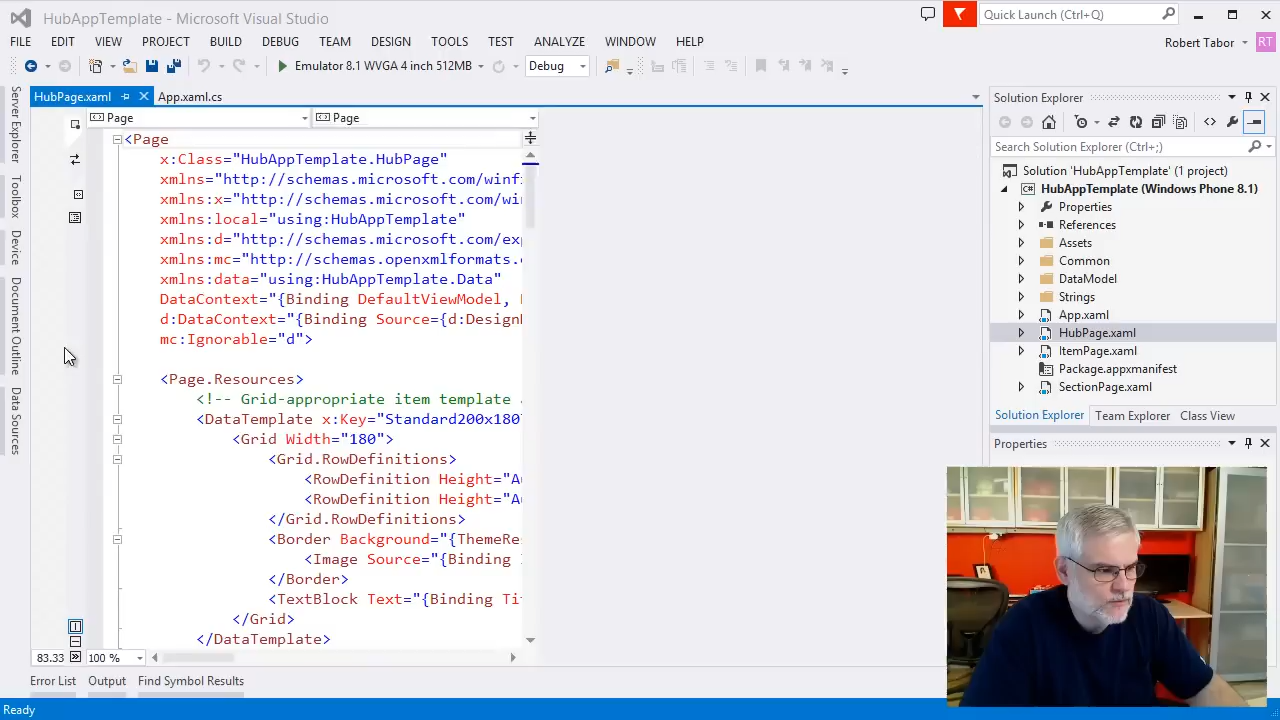 HubAppTemplate - Microsoft Visual Studio
Quick Launch (Ctrl+Q)
FILE EDIT VIEW PROJECT BUILD DEBUG TEAM DESIGN TOOLS TEST ANALYZE WINDOW HELP
Robert Tabor RT
Emulator 8.1 WVGA 4 inch 512MB Debug
HubPage.xaml App.xaml.cs
Page Page
Server Explorer
Toolbox
Device
Document Outline
Data Sources
<Page
x:Class="HubAppTemplate.HubPage"
xmlns="http://schemas.microsoft.com/winf
xmlns:x="http://schemas.microsoft.com/wi
xmlns:local="using:HubAppTemplate"
xmlns:d="http://schemas.microsoft.com/ex
xmlns:mc="http://schemas.openxmlformats.
xmlns:data="using:HubAppTemplate.Data"
DataContext="{Binding DefaultViewModel,
d:DataContext="{Binding Source={d:Design
mc:Ignorable="d">
<Page.Resources>
<!-- Grid-appropriate item template
<DataTemplate x:Key="Standard200x180
<Grid Width="180">
<Grid.RowDefinitions>
<RowDefinition Height="A
<RowDefinition Height="A
</Grid.RowDefinitions>
<Border Background="{ThemeRes
<Image Source="{Binding
</Border>
<TextBlock Text="{Binding Ti
</Grid>
</DataTemplate>
83.33 100 %
Error List Output Find Symbol Results
Ready
Solution Explorer
Search Solution Explorer (Ctrl+;)
Solution 'HubAppTemplate' (1 project)
HubAppTemplate (Windows Phone 8.1)
Properties
References
Assets
Common
DataModel
Strings
App.xaml
HubPage.xaml
ItemPage.xaml
Package.appxmanifest
SectionPage.xaml
Solution Explorer Team Explorer Class View
Properties